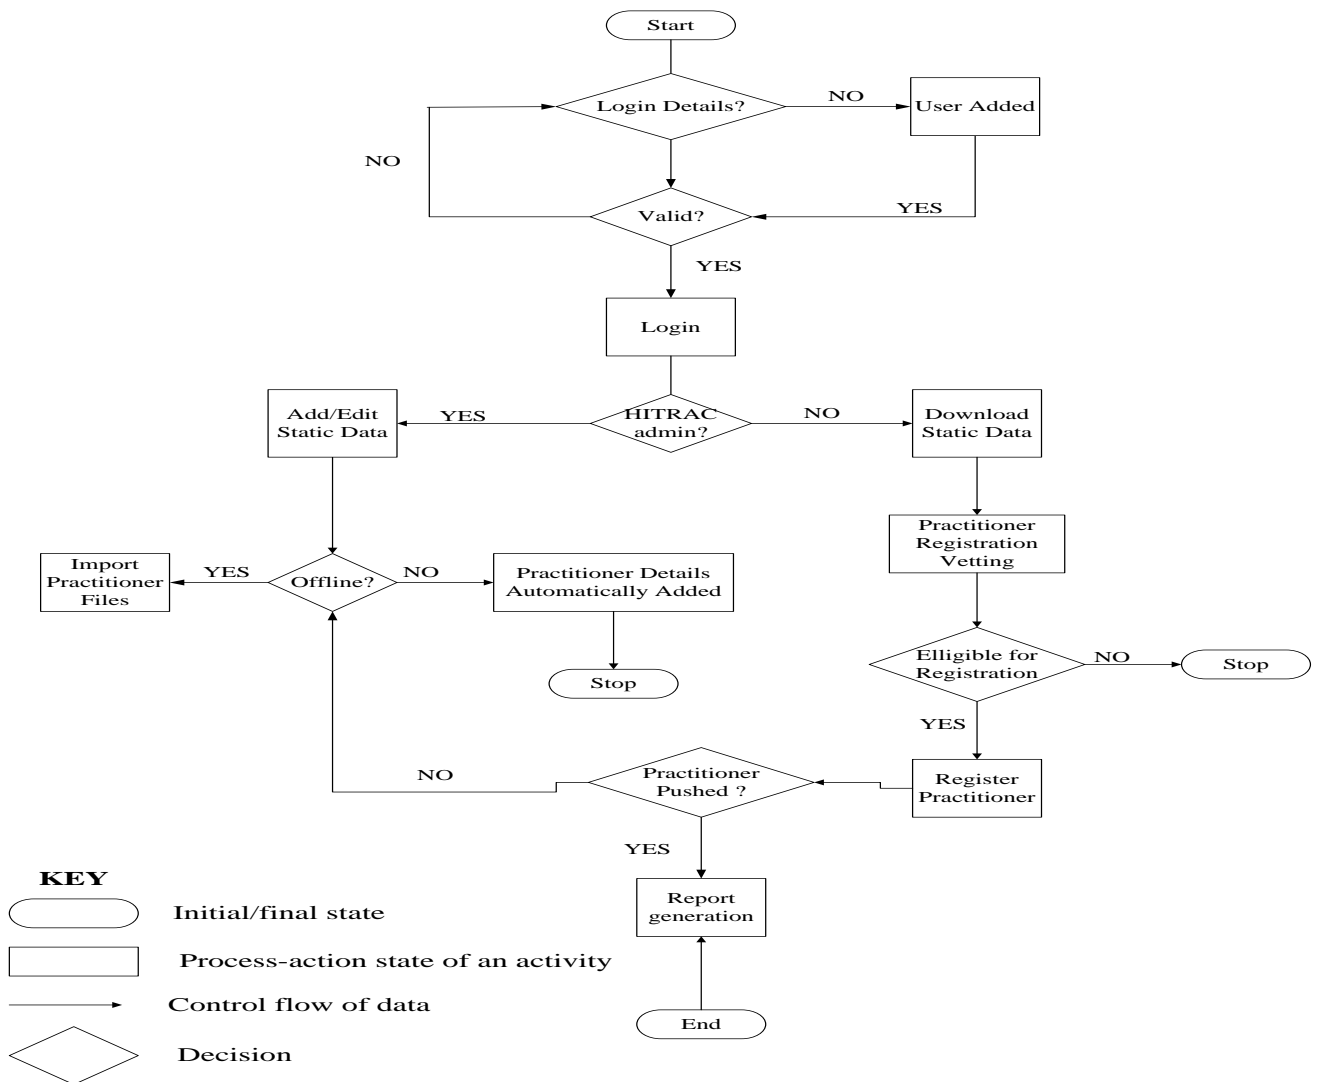 Start
Login Details?
NO
User Added
NO
Valid?
YES
YES
Login
Add/Edit
Static Data
YES
HITRAC
admin?
NO
Download
Static Data
Practitioner
Registration
Vetting
Import
Practitioner
Files
YES
Offline?
NO
Practitioner Details
Automatically Added
Elligible for
Registration
NO
Stop
Stop
YES
NO
Practitioner
Pushed ?
Register
Practitioner
YES
Report
generation
End
KEY
Initial/final state
Process-action state of an activity
Control flow of data
Decision